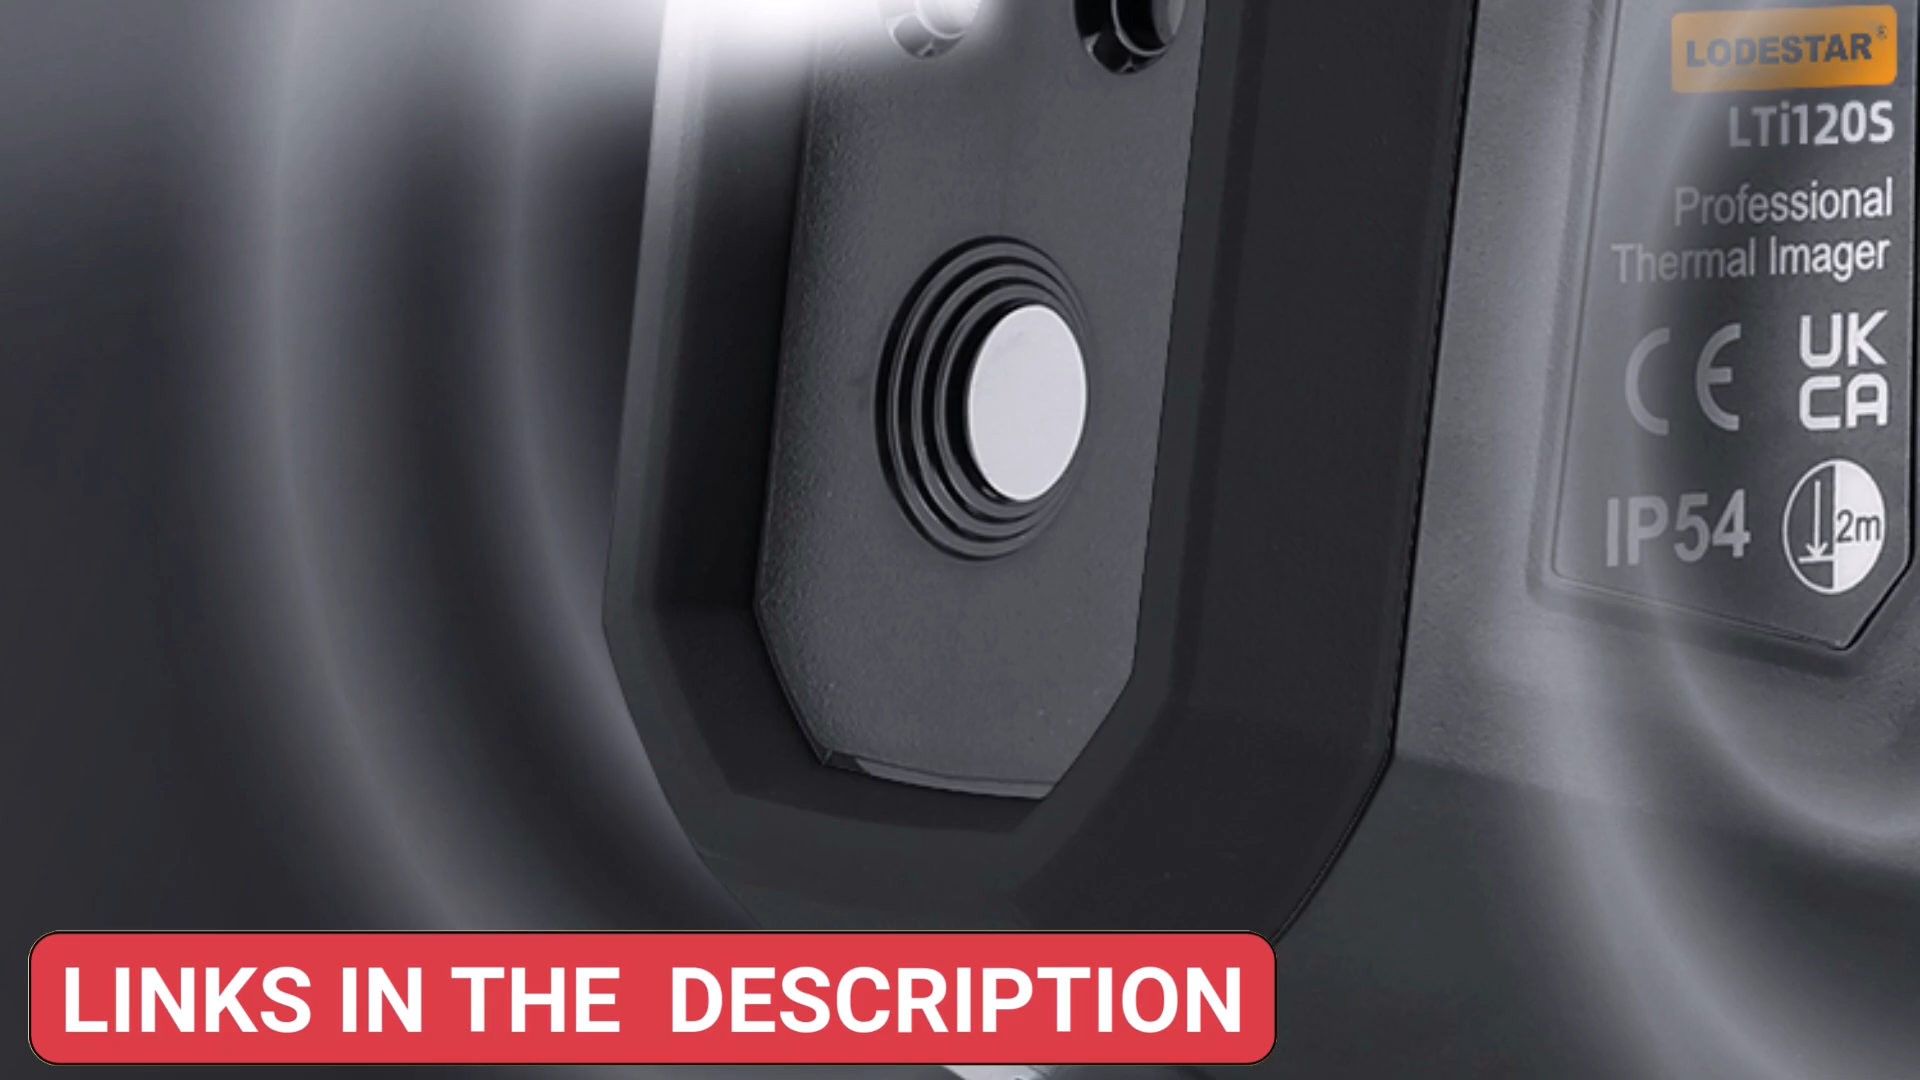 LODESTAR®
LTi120S
Professional
Thermal Imager
CE
UK
CA
IP54
2m
LINKS IN THE DESCRIPTION